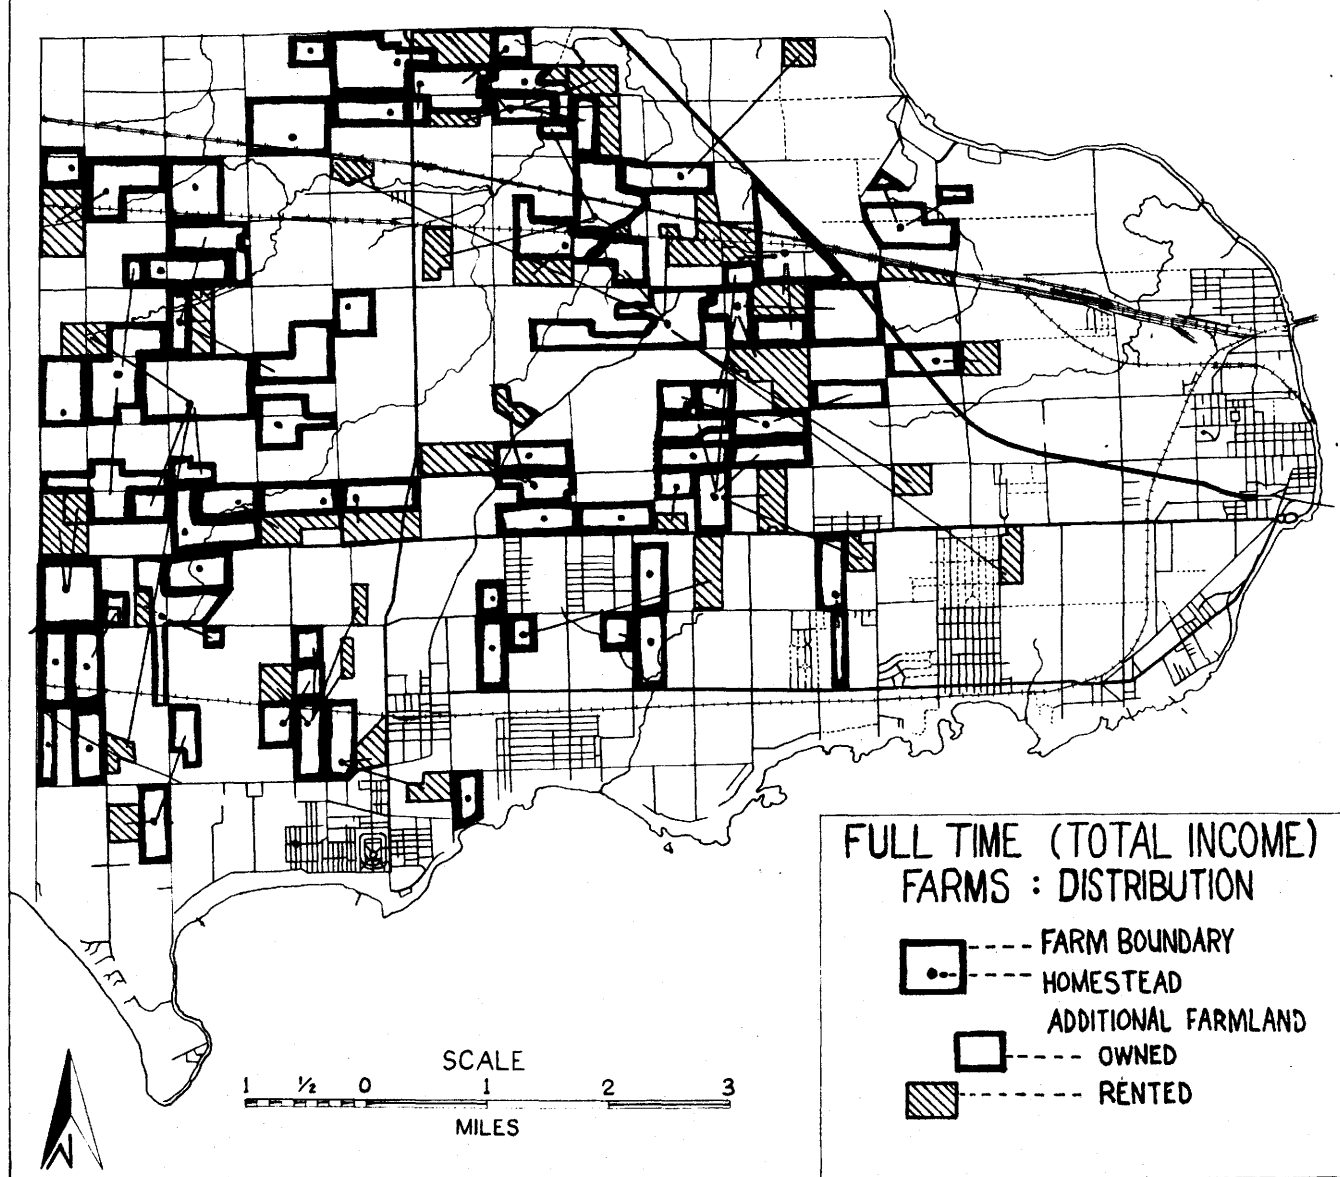 FULL TIME (TOTAL INCOME)
FARMS : DISTRIBUTION
FARM BOUNDARY
HOMESTEAD
ADDITIONAL FARMLAND
OWNED
RENTED
SCALE
1 ½ 0 1 2 3
MILES
N